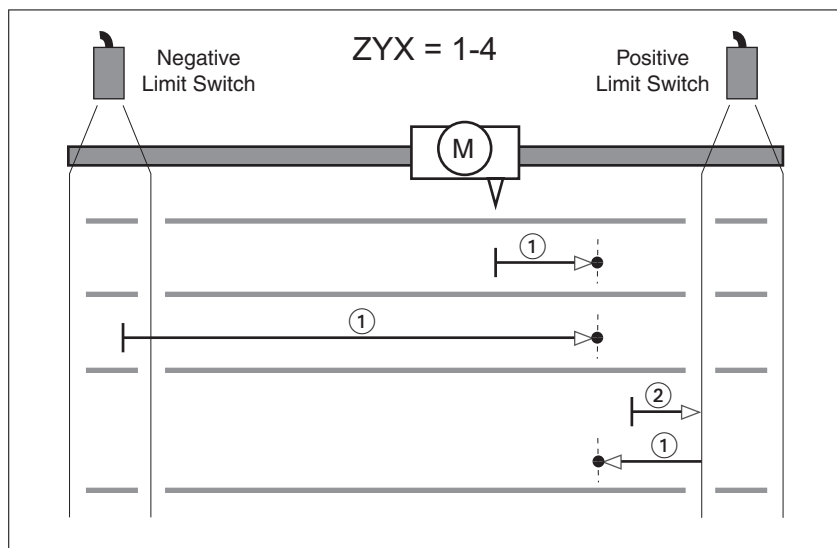 ZYX = 1-4
Negative
Limit Switch
Positive
Limit Switch
M
1
1
2
1